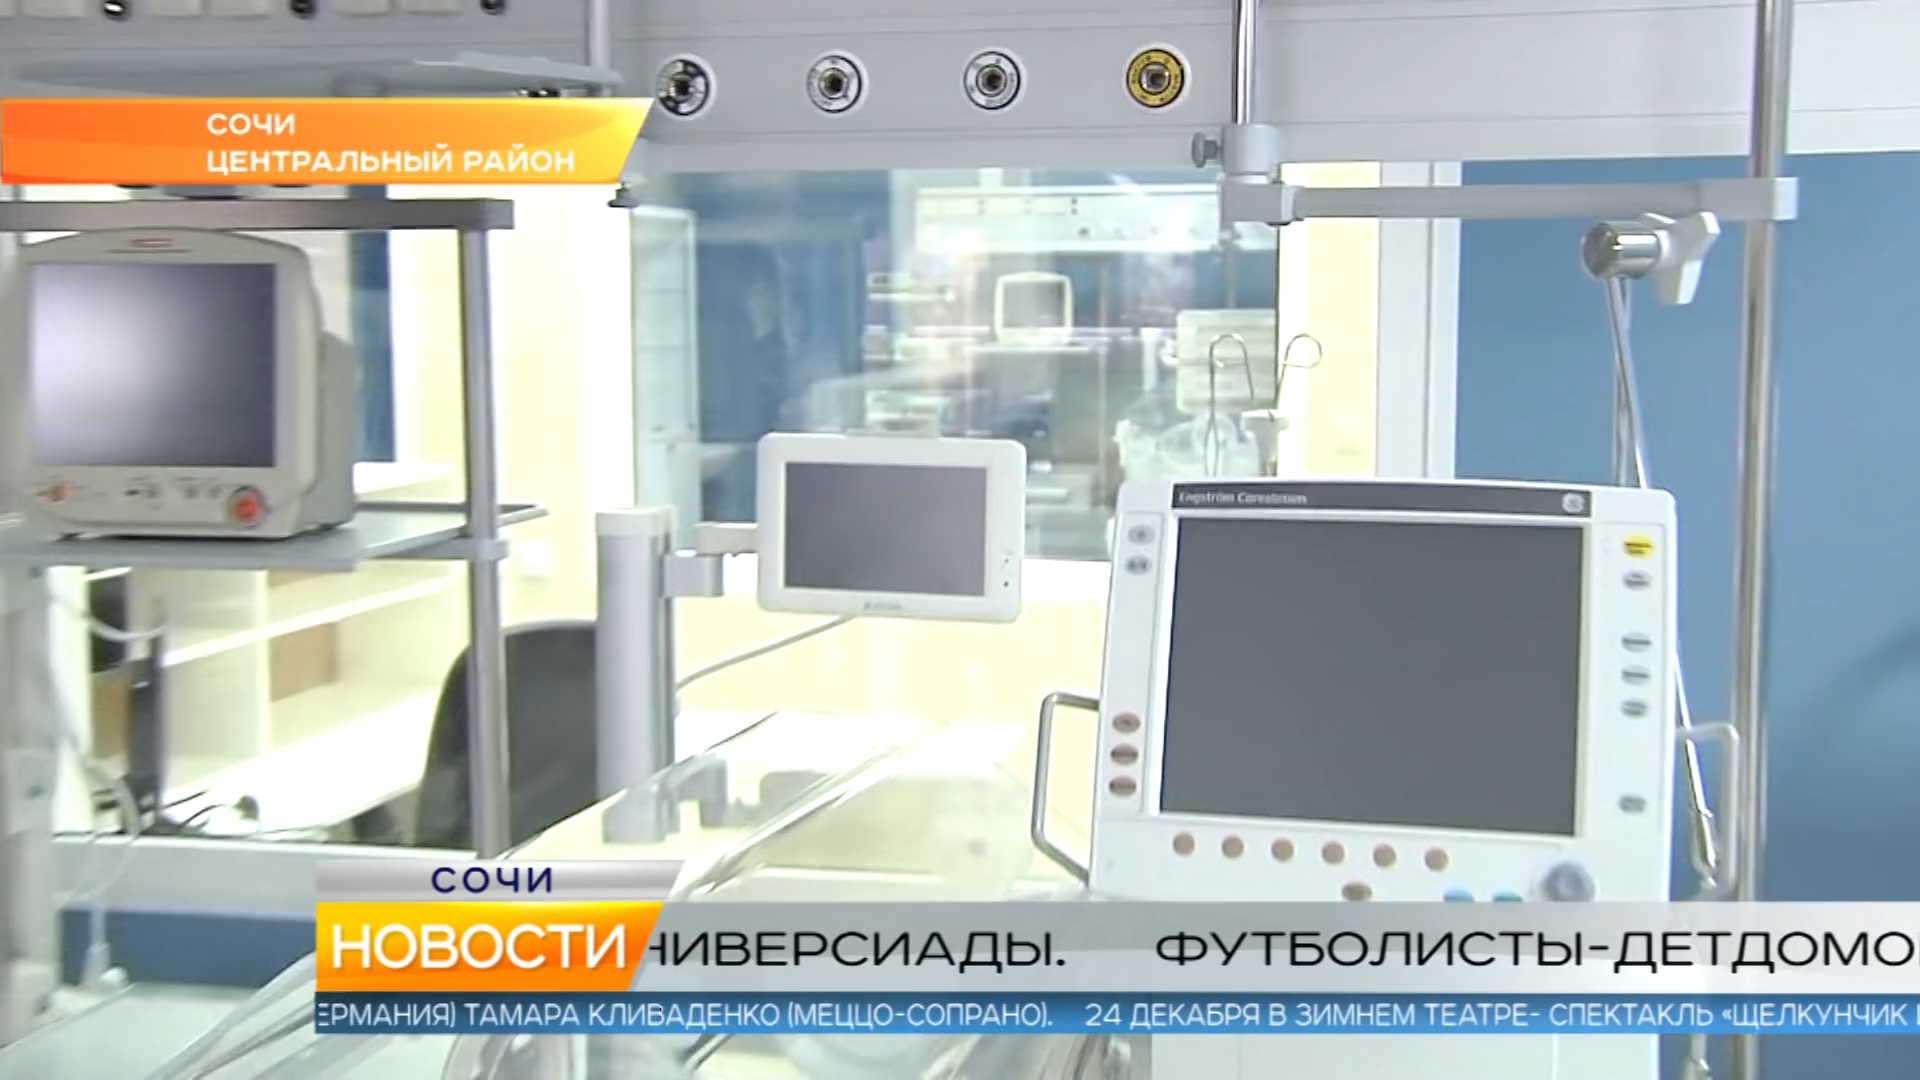 СОЧИ
ЦЕНТРАЛЬНЫЙ РАЙОН
Engström Carestation
СОЧИ
НОВОСТИ
НИВЕРСИАДЫ. ФУТБОЛИСТЫ-ДЕТДОМО
ЕРМАНИЯ) ТАМАРА КЛИВАДЕНКО (МЕЦЦО-СОПРАНО). 24 ДЕКАБРЯ В ЗИМНЕМ ТЕАТРЕ- СПЕКТАКЛЬ «ЩЕЛКУНЧИК